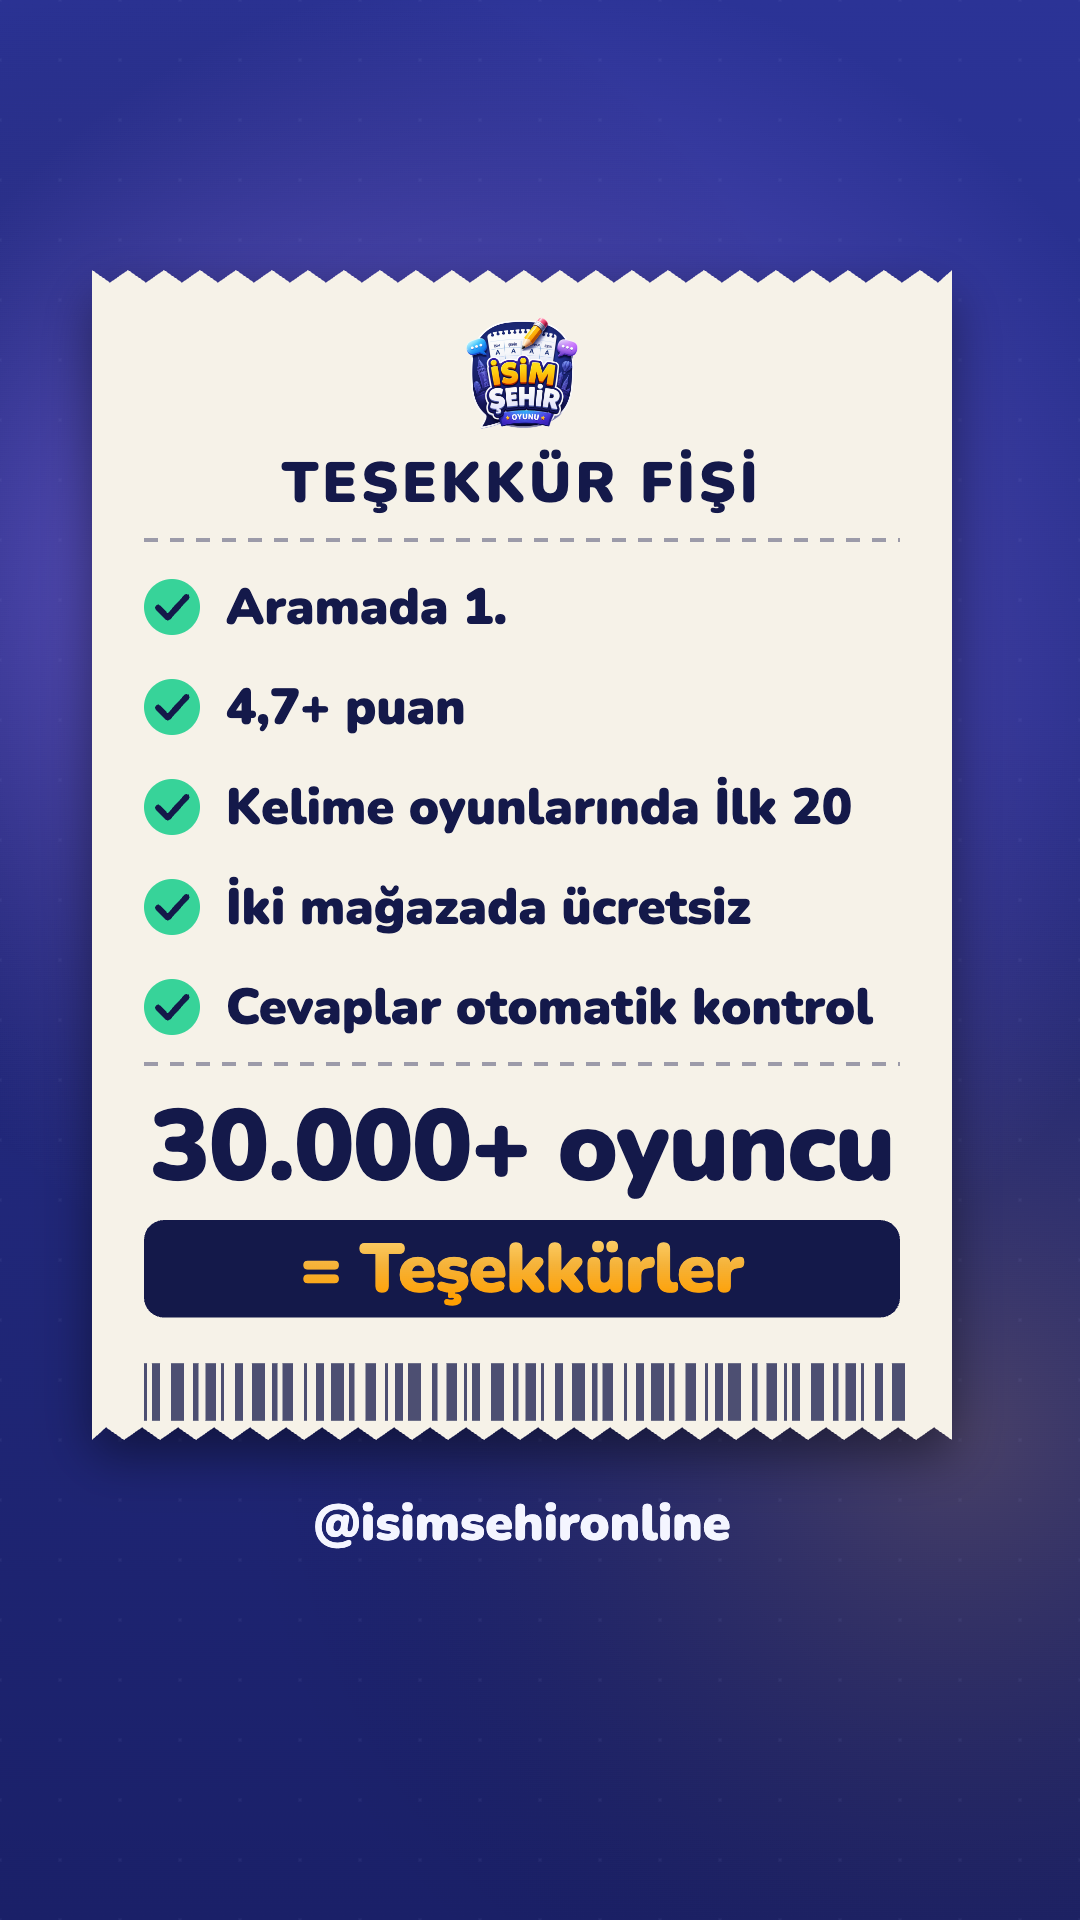 İSİM
ŞEHİR
OYUNU
TEŞEKKÜR FİŞİ
Aramada 1.
4,7+ puan
Kelime oyunlarında İlk 20
İki mağazada ücretsiz
Cevaplar otomatik kontrol
30.000+ oyuncu
= Teşekkürler
@isimsehironline